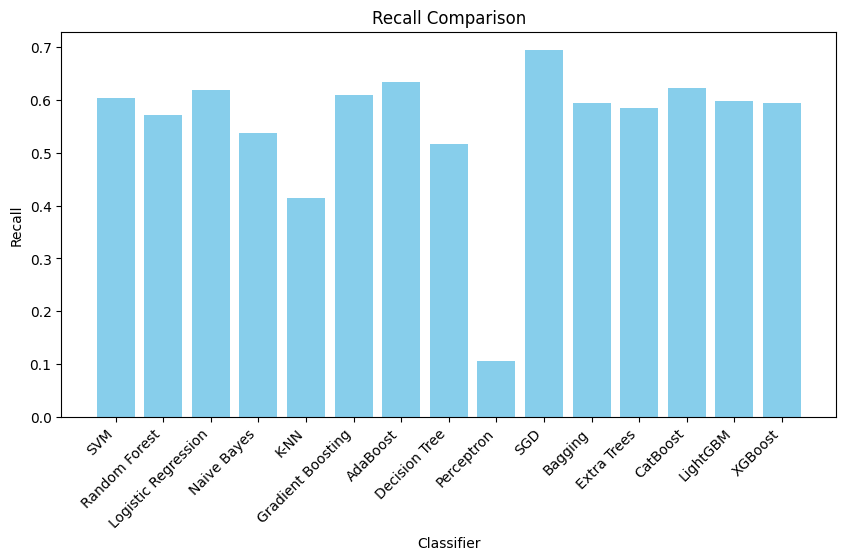 Recall Comparison
Recall
0.7
0.6
0.5
0.4
0.3
0.2
0.1
0.0
SVM
Random Forest
Logistic Regression
Naive Bayes
K-NN
Gradient Boosting
AdaBoost
Decision Tree
Perceptron
SGD
Bagging
Extra Trees
CatBoost
LightGBM
XGBoost
Classifier